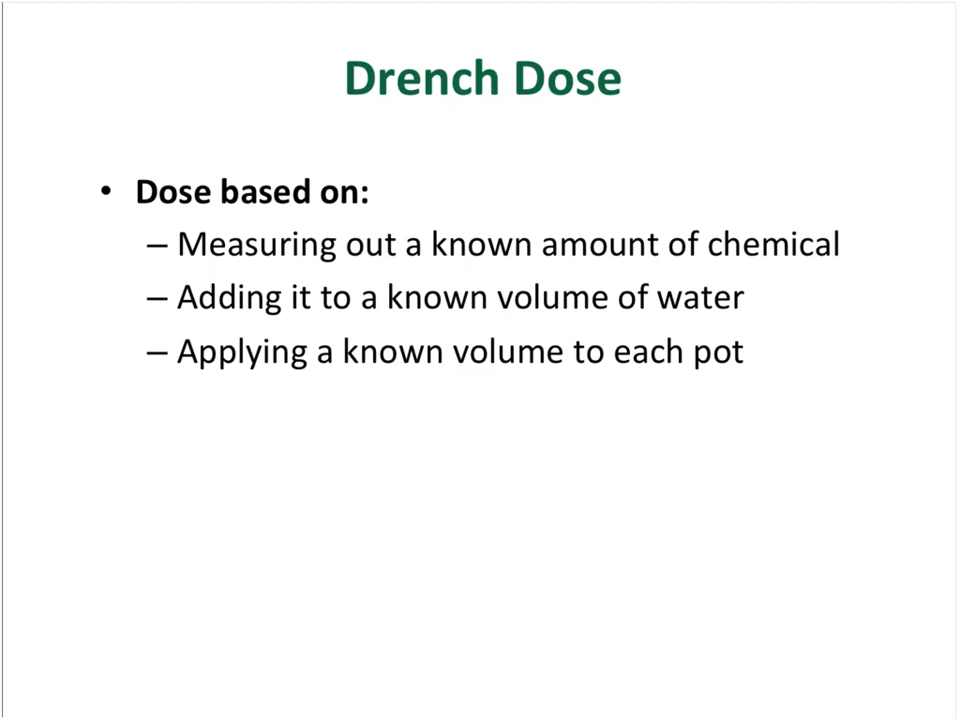 Drench Dose
• Dose based on:
– Measuring out a known amount of chemical
– Adding it to a known volume of water
– Applying a known volume to each pot